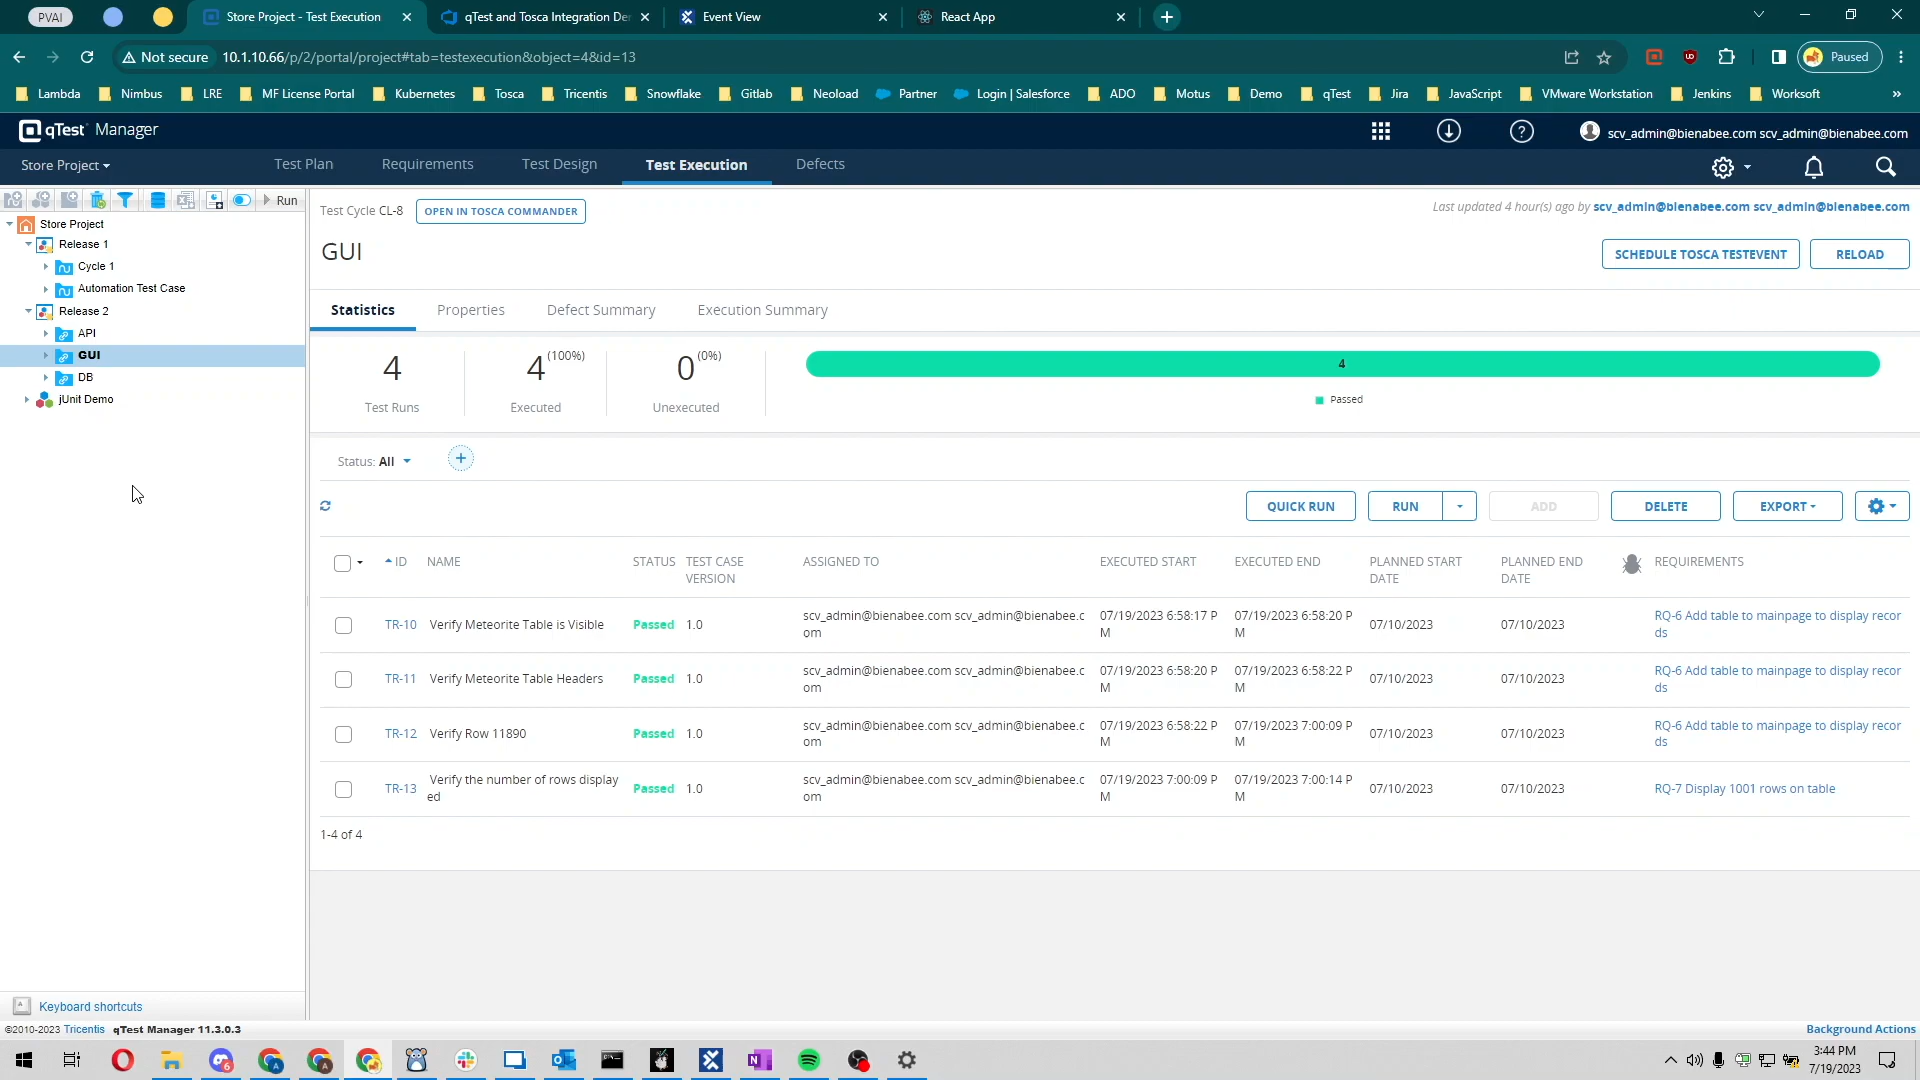 PVAI
Store Project - Test Execution
qTest and Tosca Integration De
Event View
React App
Not secure
10.1.10.66/p/2/portal/project#tab=testexecution&object=4&id=13
Paused
Lambda
Nimbus
LRE
MF License Portal
Kubernetes
Tosca
Tricentis
Snowflake
Gitlab
Neoload
Partner
Login | Salesforce
ADO
Motus
Demo
qTest
Jira
JavaScript
VMware Workstation
Jenkins
Worksoft
»
qTest Manager
scv_admin@bienabee.com scv_admin@bienabee.com
Store Project
Test Plan
Requirements
Test Design
Test Execution
Defects
Run
Store Project
Release 1
Cycle 1
Automation Test Case
Release 2
API
GUI
DB
jUnit Demo
Test Cycle CL-8
OPEN IN TOSCA COMMANDER
Last updated 4 hour(s) ago by scv_admin@bienabee.com scv_admin@bienabee.com
GUI
SCHEDULE TOSCA TESTEVENT
RELOAD
Statistics
Properties
Defect Summary
Execution Summary
4
4 (100%)
0 (0%)
4
Test Runs
Executed
Unexecuted
Passed
Status: All
QUICK RUN
RUN
ADD
DELETE
EXPORT
ID
NAME
STATUS
TEST CASE
VERSION
ASSIGNED TO
EXECUTED START
EXECUTED END
PLANNED START
DATE
PLANNED END
DATE
REQUIREMENTS
TR-10
Verify Meteorite Table is Visible
Passed
1.0
scv_admin@bienabee.com scv_admin@bienabee.c
om
07/19/2023 6:58:17 P
M
07/19/2023 6:58:20 P
M
07/10/2023
07/10/2023
RQ-6 Add table to mainpage to display recor
ds
TR-11
Verify Meteorite Table Headers
Passed
1.0
scv_admin@bienabee.com scv_admin@bienabee.c
om
07/19/2023 6:58:20 P
M
07/19/2023 6:58:22 P
M
07/10/2023
07/10/2023
RQ-6 Add table to mainpage to display recor
ds
TR-12
Verify Row 11890
Passed
1.0
scv_admin@bienabee.com scv_admin@bienabee.c
om
07/19/2023 6:58:22 P
M
07/19/2023 7:00:09 P
M
07/10/2023
07/10/2023
RQ-6 Add table to mainpage to display recor
ds
TR-13
Verify the number of rows display
ed
Passed
1.0
scv_admin@bienabee.com scv_admin@bienabee.c
om
07/19/2023 7:00:09 P
M
07/19/2023 7:00:14 P
M
07/10/2023
07/10/2023
RQ-7 Display 1001 rows on table
1-4 of 4
Keyboard shortcuts
©2010-2023 Tricentis qTest Manager 11.3.0.3
Background Actions
3:44 PM
7/19/2023